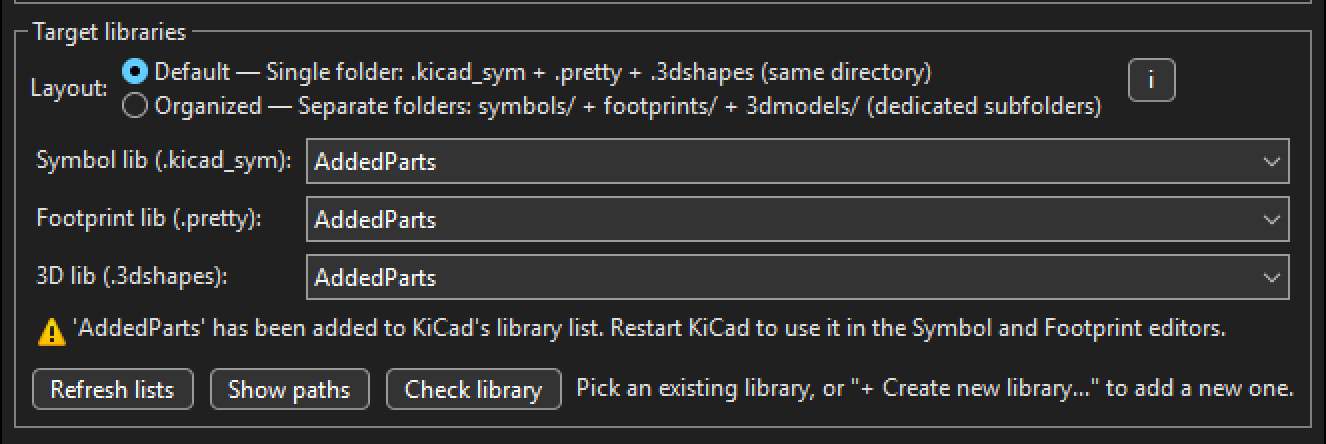 Target libraries
Layout:
Default — Single folder: .kicad_sym + .pretty + .3dshapes (same directory)
i
Organized — Separate folders: symbols/ + footprints/ + 3dmodels/ (dedicated subfolders)
Symbol lib (.kicad_sym): AddedParts
Footprint lib (.pretty): AddedParts
3D lib (.3dshapes): AddedParts
'AddedParts' has been added to KiCad's library list. Restart KiCad to use it in the Symbol and Footprint editors.
Refresh lists Show paths Check library Pick an existing library, or "+ Create new library..." to add a new one.